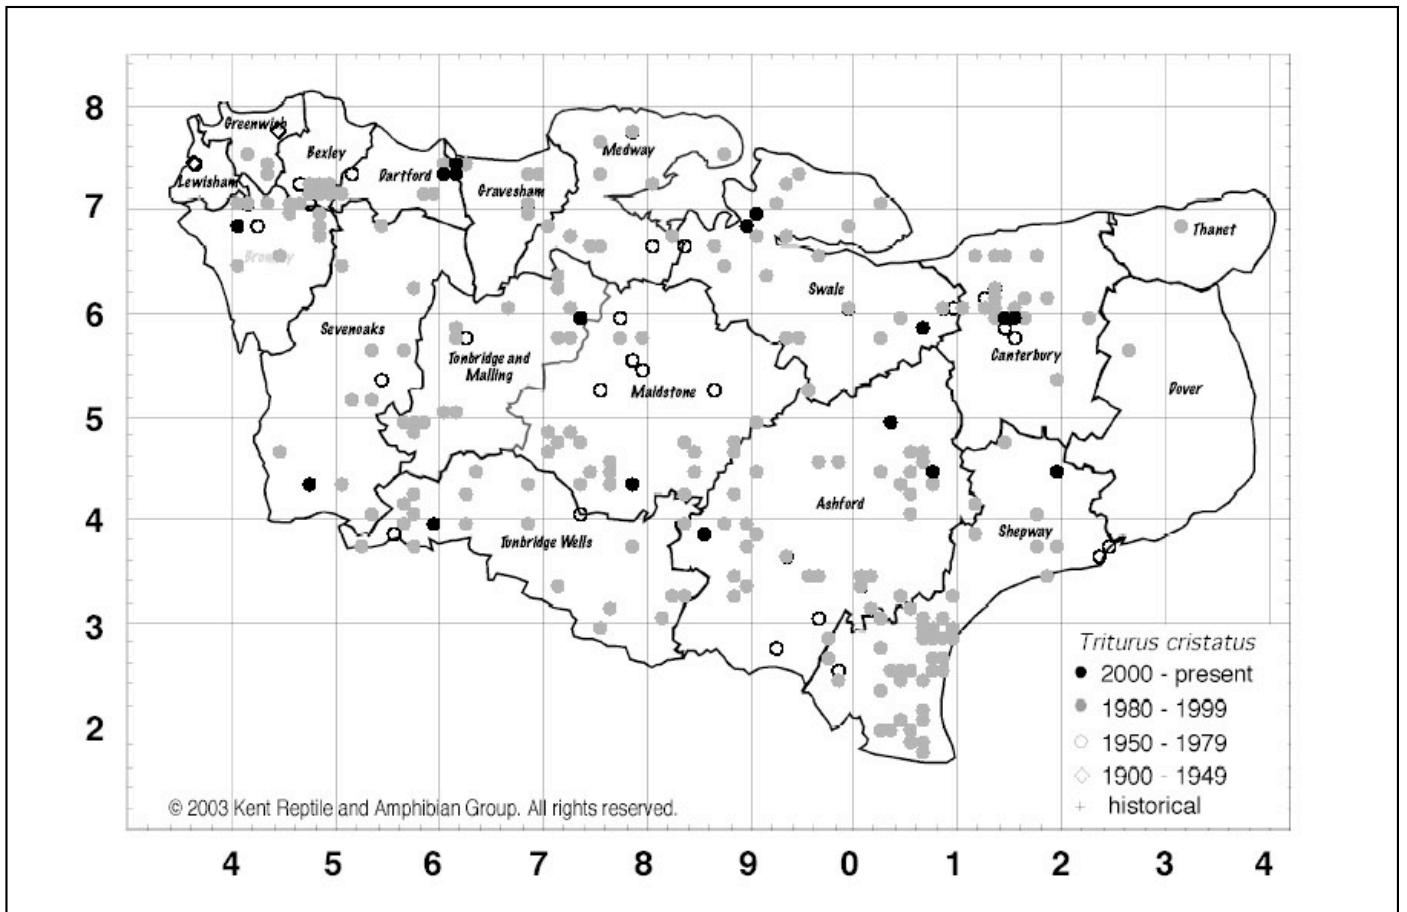 8
Greenwich
Bexley
Medway
Lewisham
Dartford
Gravesham
7
Thanet
Bromley
Swale
6
Sevenoaks
Tonbridge and
Malling
Canterbury
Maidstone
Dover
5
Ashford
4
Tunbridge Wells
Shepway
3
Triturus cristatus
2000 - present
1980 - 1999
2
1950 - 1979
1900 - 1949
historical
© 2003 Kent Reptile and Amphibian Group. All rights reserved.
4 5 6 7 8 9 0 1 2 3 4